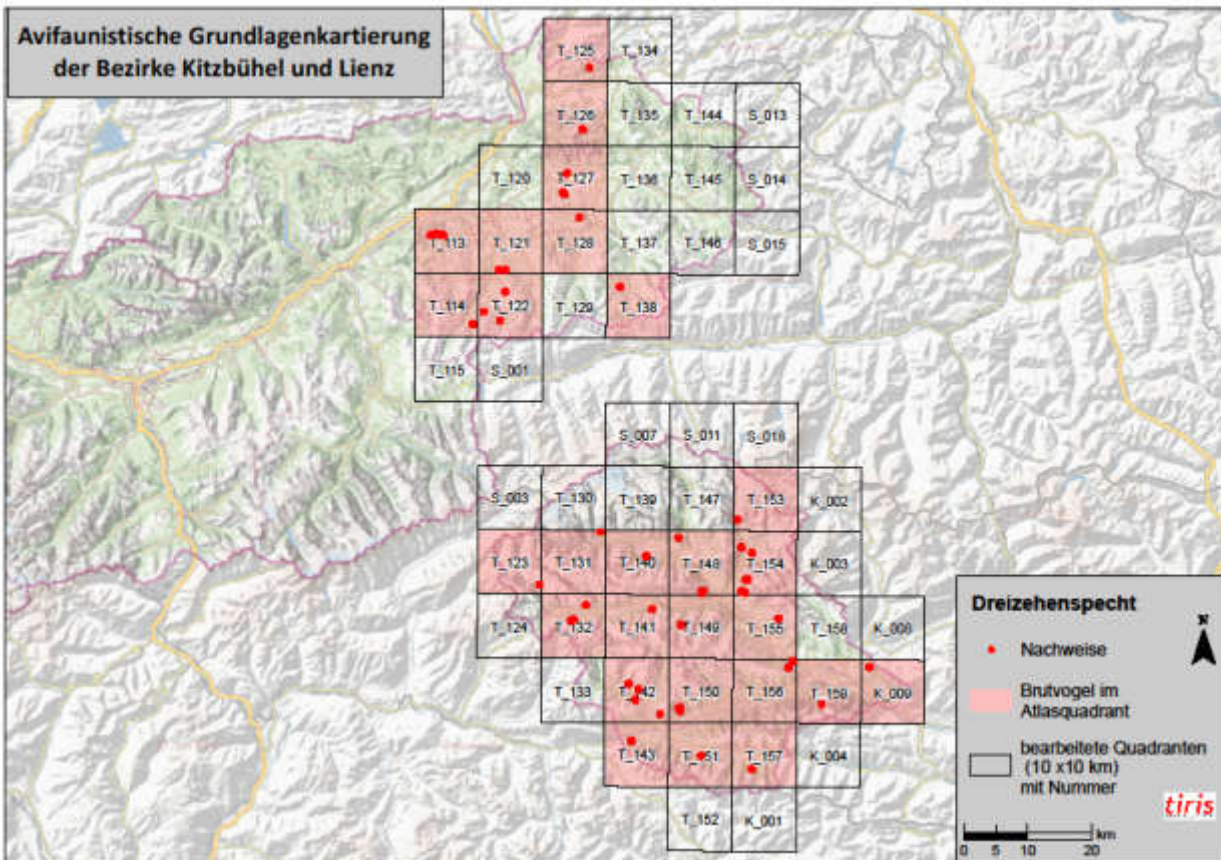 Avifaunistische Grundlagenkartierung
der Bezirke Kitzbühel und Lienz
T_125 T_134
T_126 T_135 T_144 S_013
T_120 T_127 T_136 T_145 S_014
T_113 T_121 T_128 T_137 T_146 S_015
T_114 T_122 T_129 T_138
T_115 S_001
S_007 S_011 S_016
S_003 T_130 T_139 T_147 T_153 K_002
T_123 T_131 T_140 T_148 T_154 K_003
T_124 T_132 T_141 T_149 T_155 T_158 K_008
T_133 T_142 T_150 T_156 T_159 K_009
T_143 T_151 T_157 K_004
T_152 K_001
Dreizehenspecht
N
Nachweise
Brutvogel im
Atlasquadrant
bearbeitete Quadranten
(10 x10 km)
mit Nummer
tiris
km
0 5 10 20